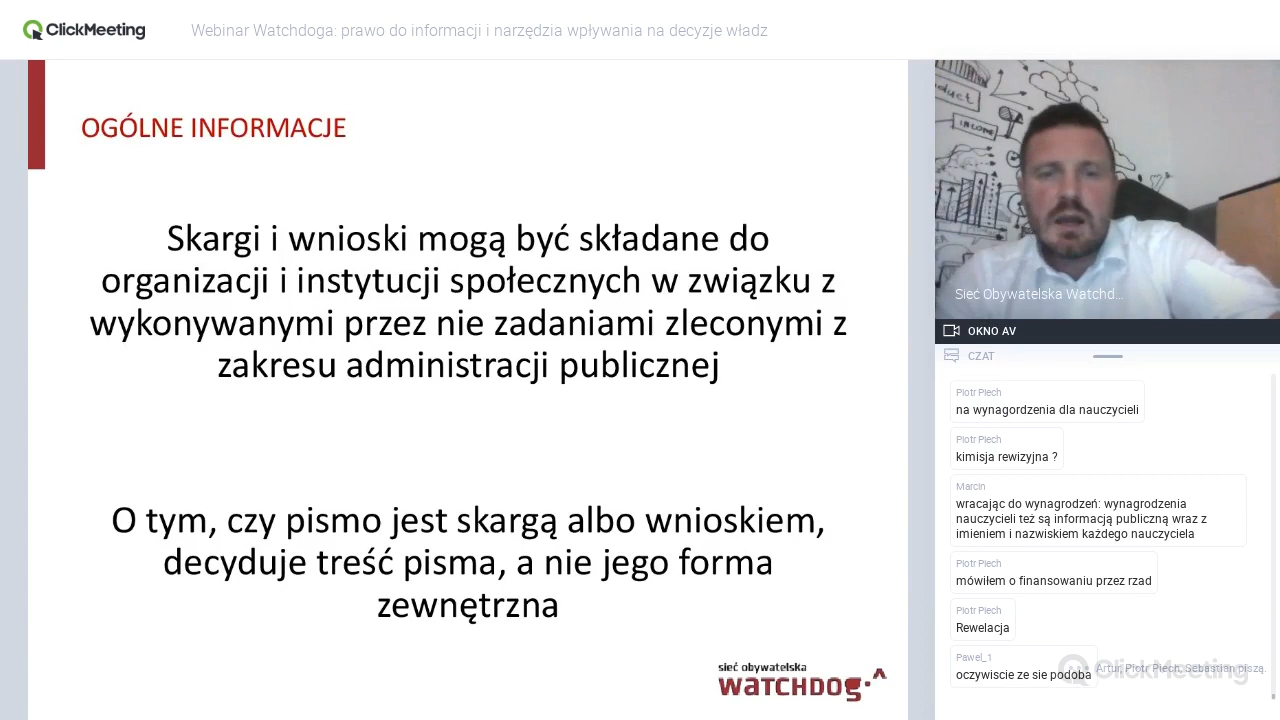 ClickMeeting
Webinar Watchdoga: prawo do informacji i narzędzia wpływania na decyzje władz
OGÓLNE INFORMACJE
Skargi i wnioski mogą być składane do
organizacji i instytucji społecznych w związku z
wykonywanymi przez nie zadaniami zleconymi z
zakresu administracji publicznej
O tym, czy pismo jest skargą albo wnioskiem,
decyduje treść pisma, a nie jego forma
zewnętrzna
sieć obywatelska
WATCHDOG
INCOME
Sieć Obywatelska Watchd...
OKNO AV
CZAT
Piotr Piech
na wynagordzenia dla nauczycieli
Piotr Piech
kimisja rewizyjna ?
Marcin
wracając do wynagrodzeń: wynagrodzenia
nauczycieli też są informacją publiczną wraz z
imieniem i nazwiskiem każdego nauczyciela
Piotr Piech
mówiłem o finansowaniu przez rzad
Piotr Piech
Rewelacja
Pawel_1
oczywiscie ze sie podoba
Artur, Piotr Piech, Sebastian piszą.
ClickMeeting